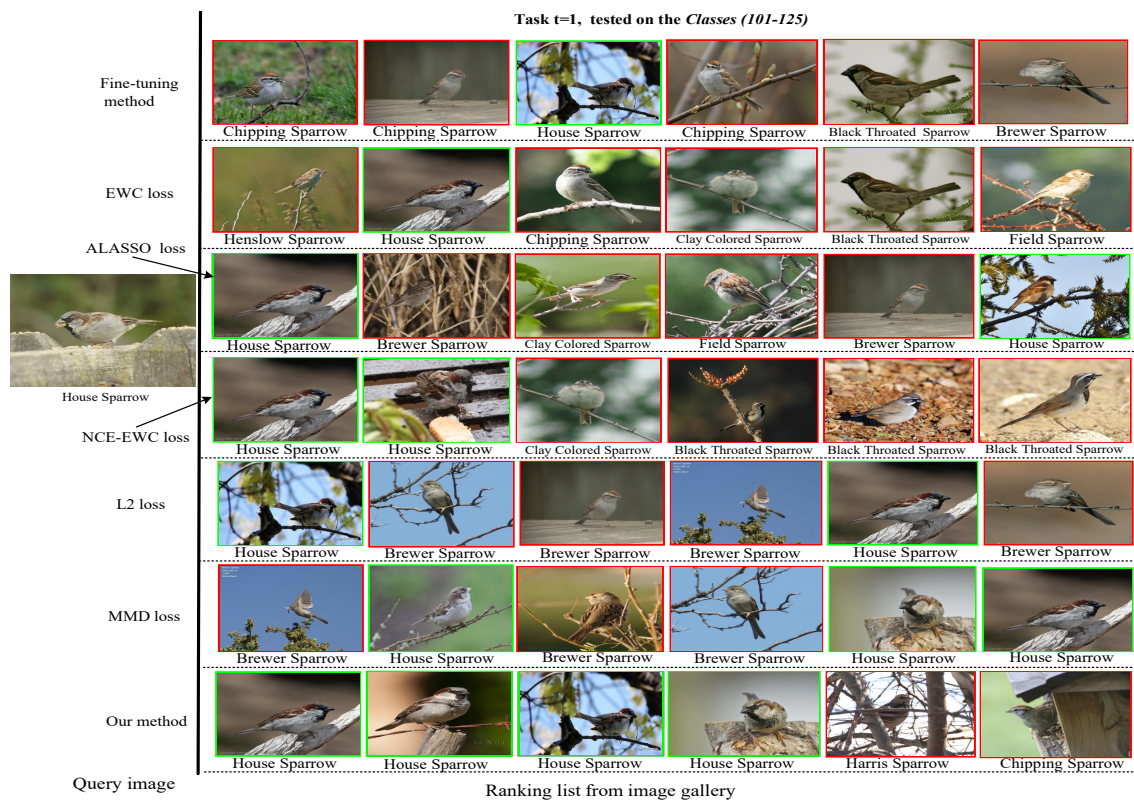 Task t=1, tested on the Classes (101-125)
Fine-tuning
method
Chipping Sparrow
Chipping Sparrow
House Sparrow
Chipping Sparrow
Black Throated Sparrow
Brewer Sparrow
EWC loss
Henslow Sparrow
House Sparrow
Chipping Sparrow
Clay Colored Sparrow
Black Throated Sparrow
Field Sparrow
ALASSO loss
House Sparrow
Brewer Sparrow
Clay Colored Sparrow
Field Sparrow
Brewer Sparrow
House Sparrow
House Sparrow
NCE-EWC loss
House Sparrow
House Sparrow
Clay Colored Sparrow
Black Throated Sparrow
Black Throated Sparrow
Black Throated Sparrow
L2 loss
House Sparrow
Brewer Sparrow
Brewer Sparrow
Brewer Sparrow
House Sparrow
Brewer Sparrow
MMD loss
Brewer Sparrow
House Sparrow
Brewer Sparrow
Brewer Sparrow
House Sparrow
House Sparrow
Our method
House Sparrow
House Sparrow
House Sparrow
House Sparrow
Harris Sparrow
Chipping Sparrow
Query image
Ranking list from image gallery